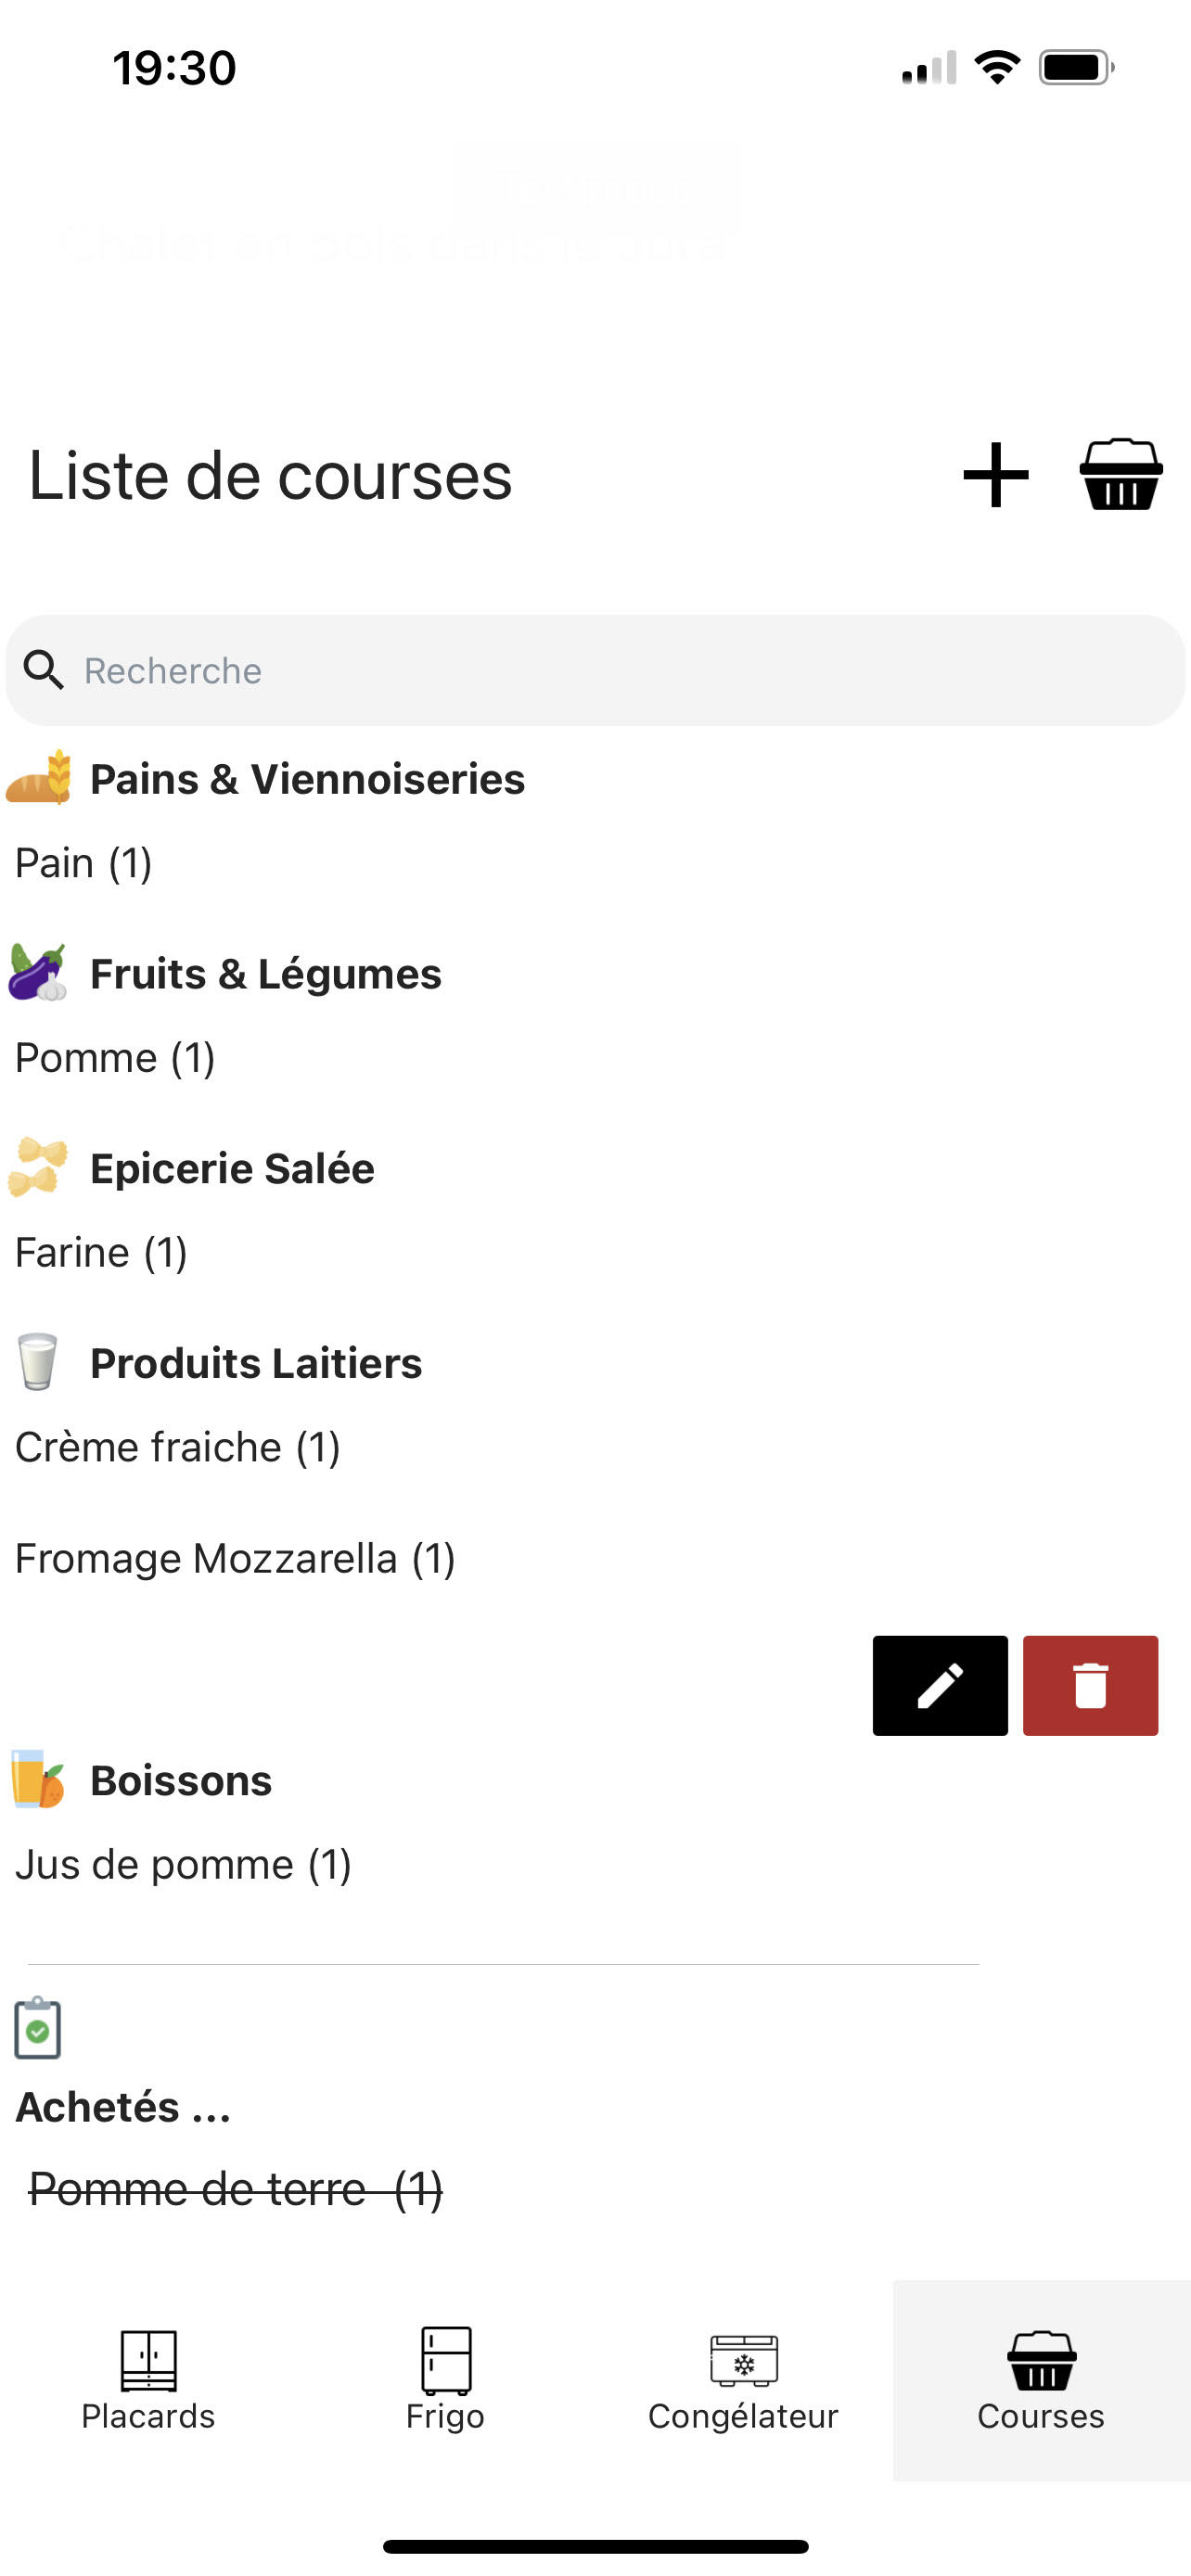 19:30
Liste de courses
Recherche
Pains & Viennoiseries
Pain (1)
Fruits & Légumes
Pomme (1)
Epicerie Salée
Farine (1)
Produits Laitiers
Crème fraiche (1)
Fromage Mozzarella (1)
Boissons
Jus de pomme (1)
Achetés ...
Pomme de terre (1)
Placards Frigo Congélateur Courses